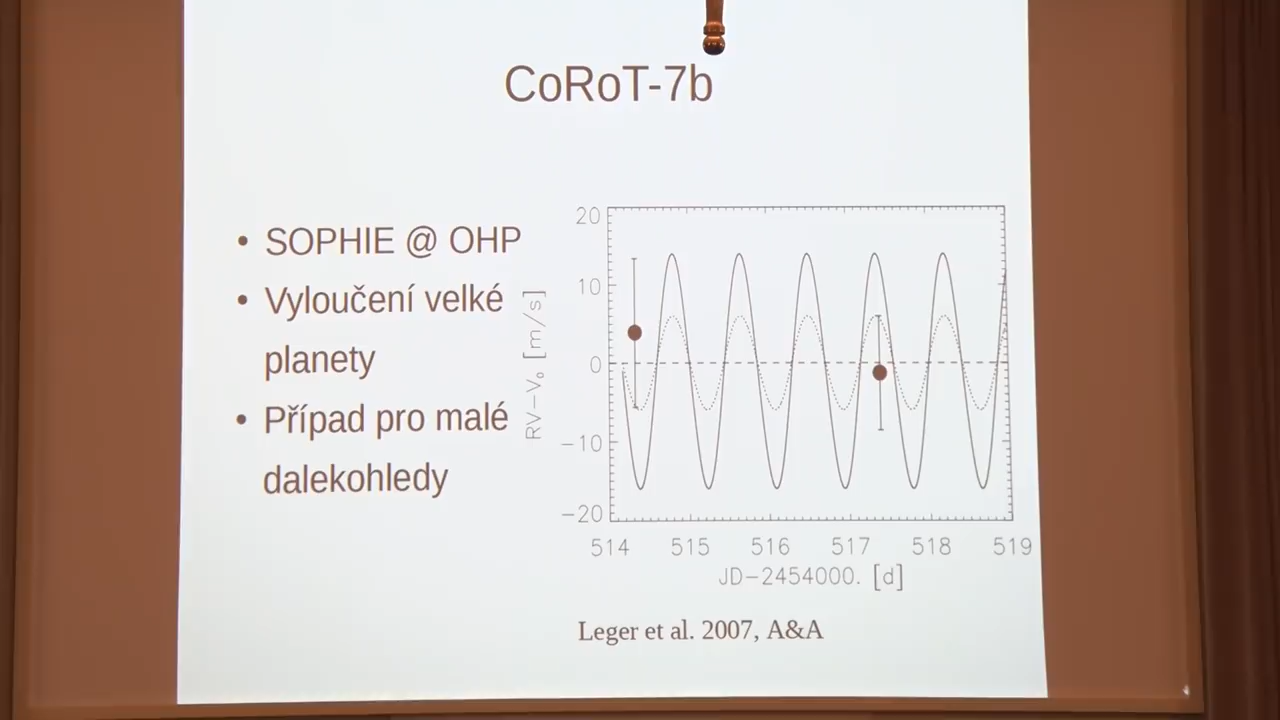 CoRoT-7b
• SOPHIE @ OHP
• Vyloučení velké
planety
• Případ pro malé
dalekohledy
RV–V₀ [m/s]
20
10
0
–10
–20
514 515 516 517 518 519
JD–2454000. [d]
Leger et al. 2007, A&A